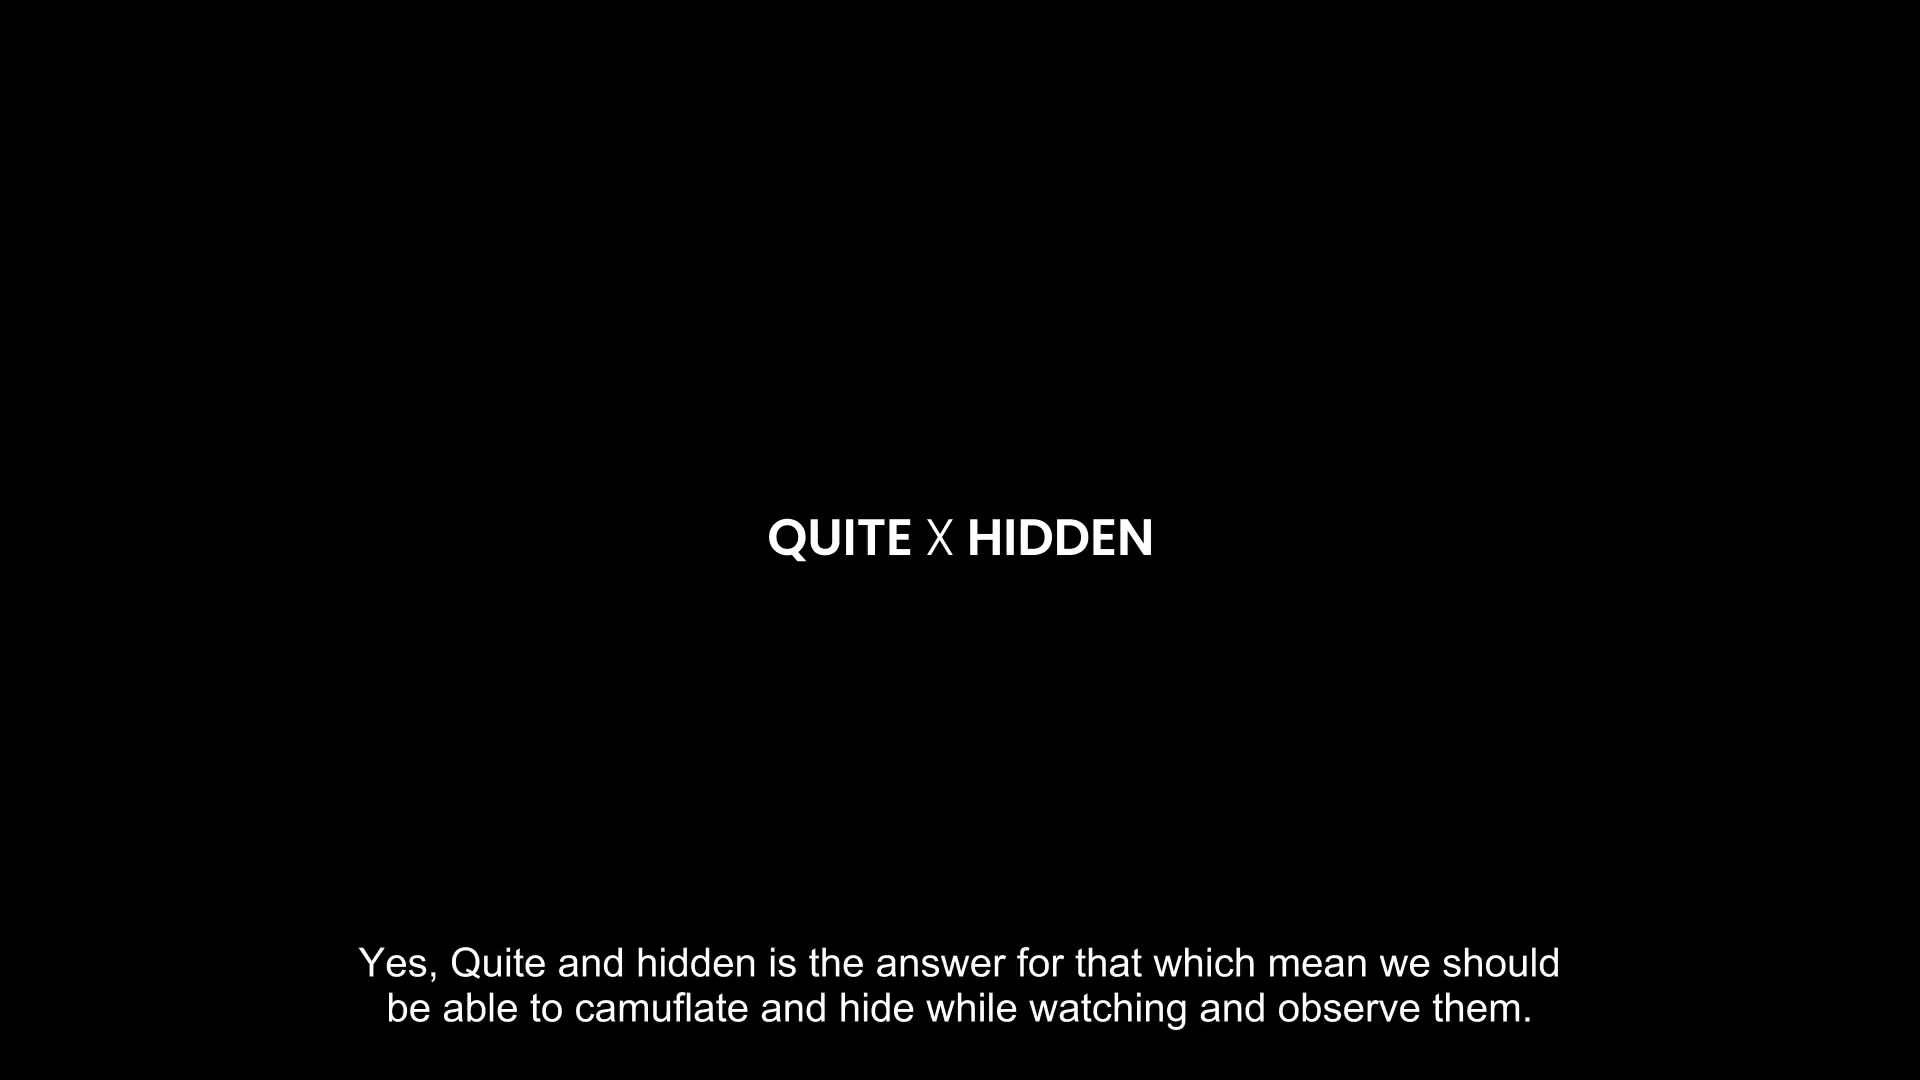 QUITE X HIDDEN
Yes, Quite and hidden is the answer for that which mean we should
be able to camuflate and hide while watching and observe them.